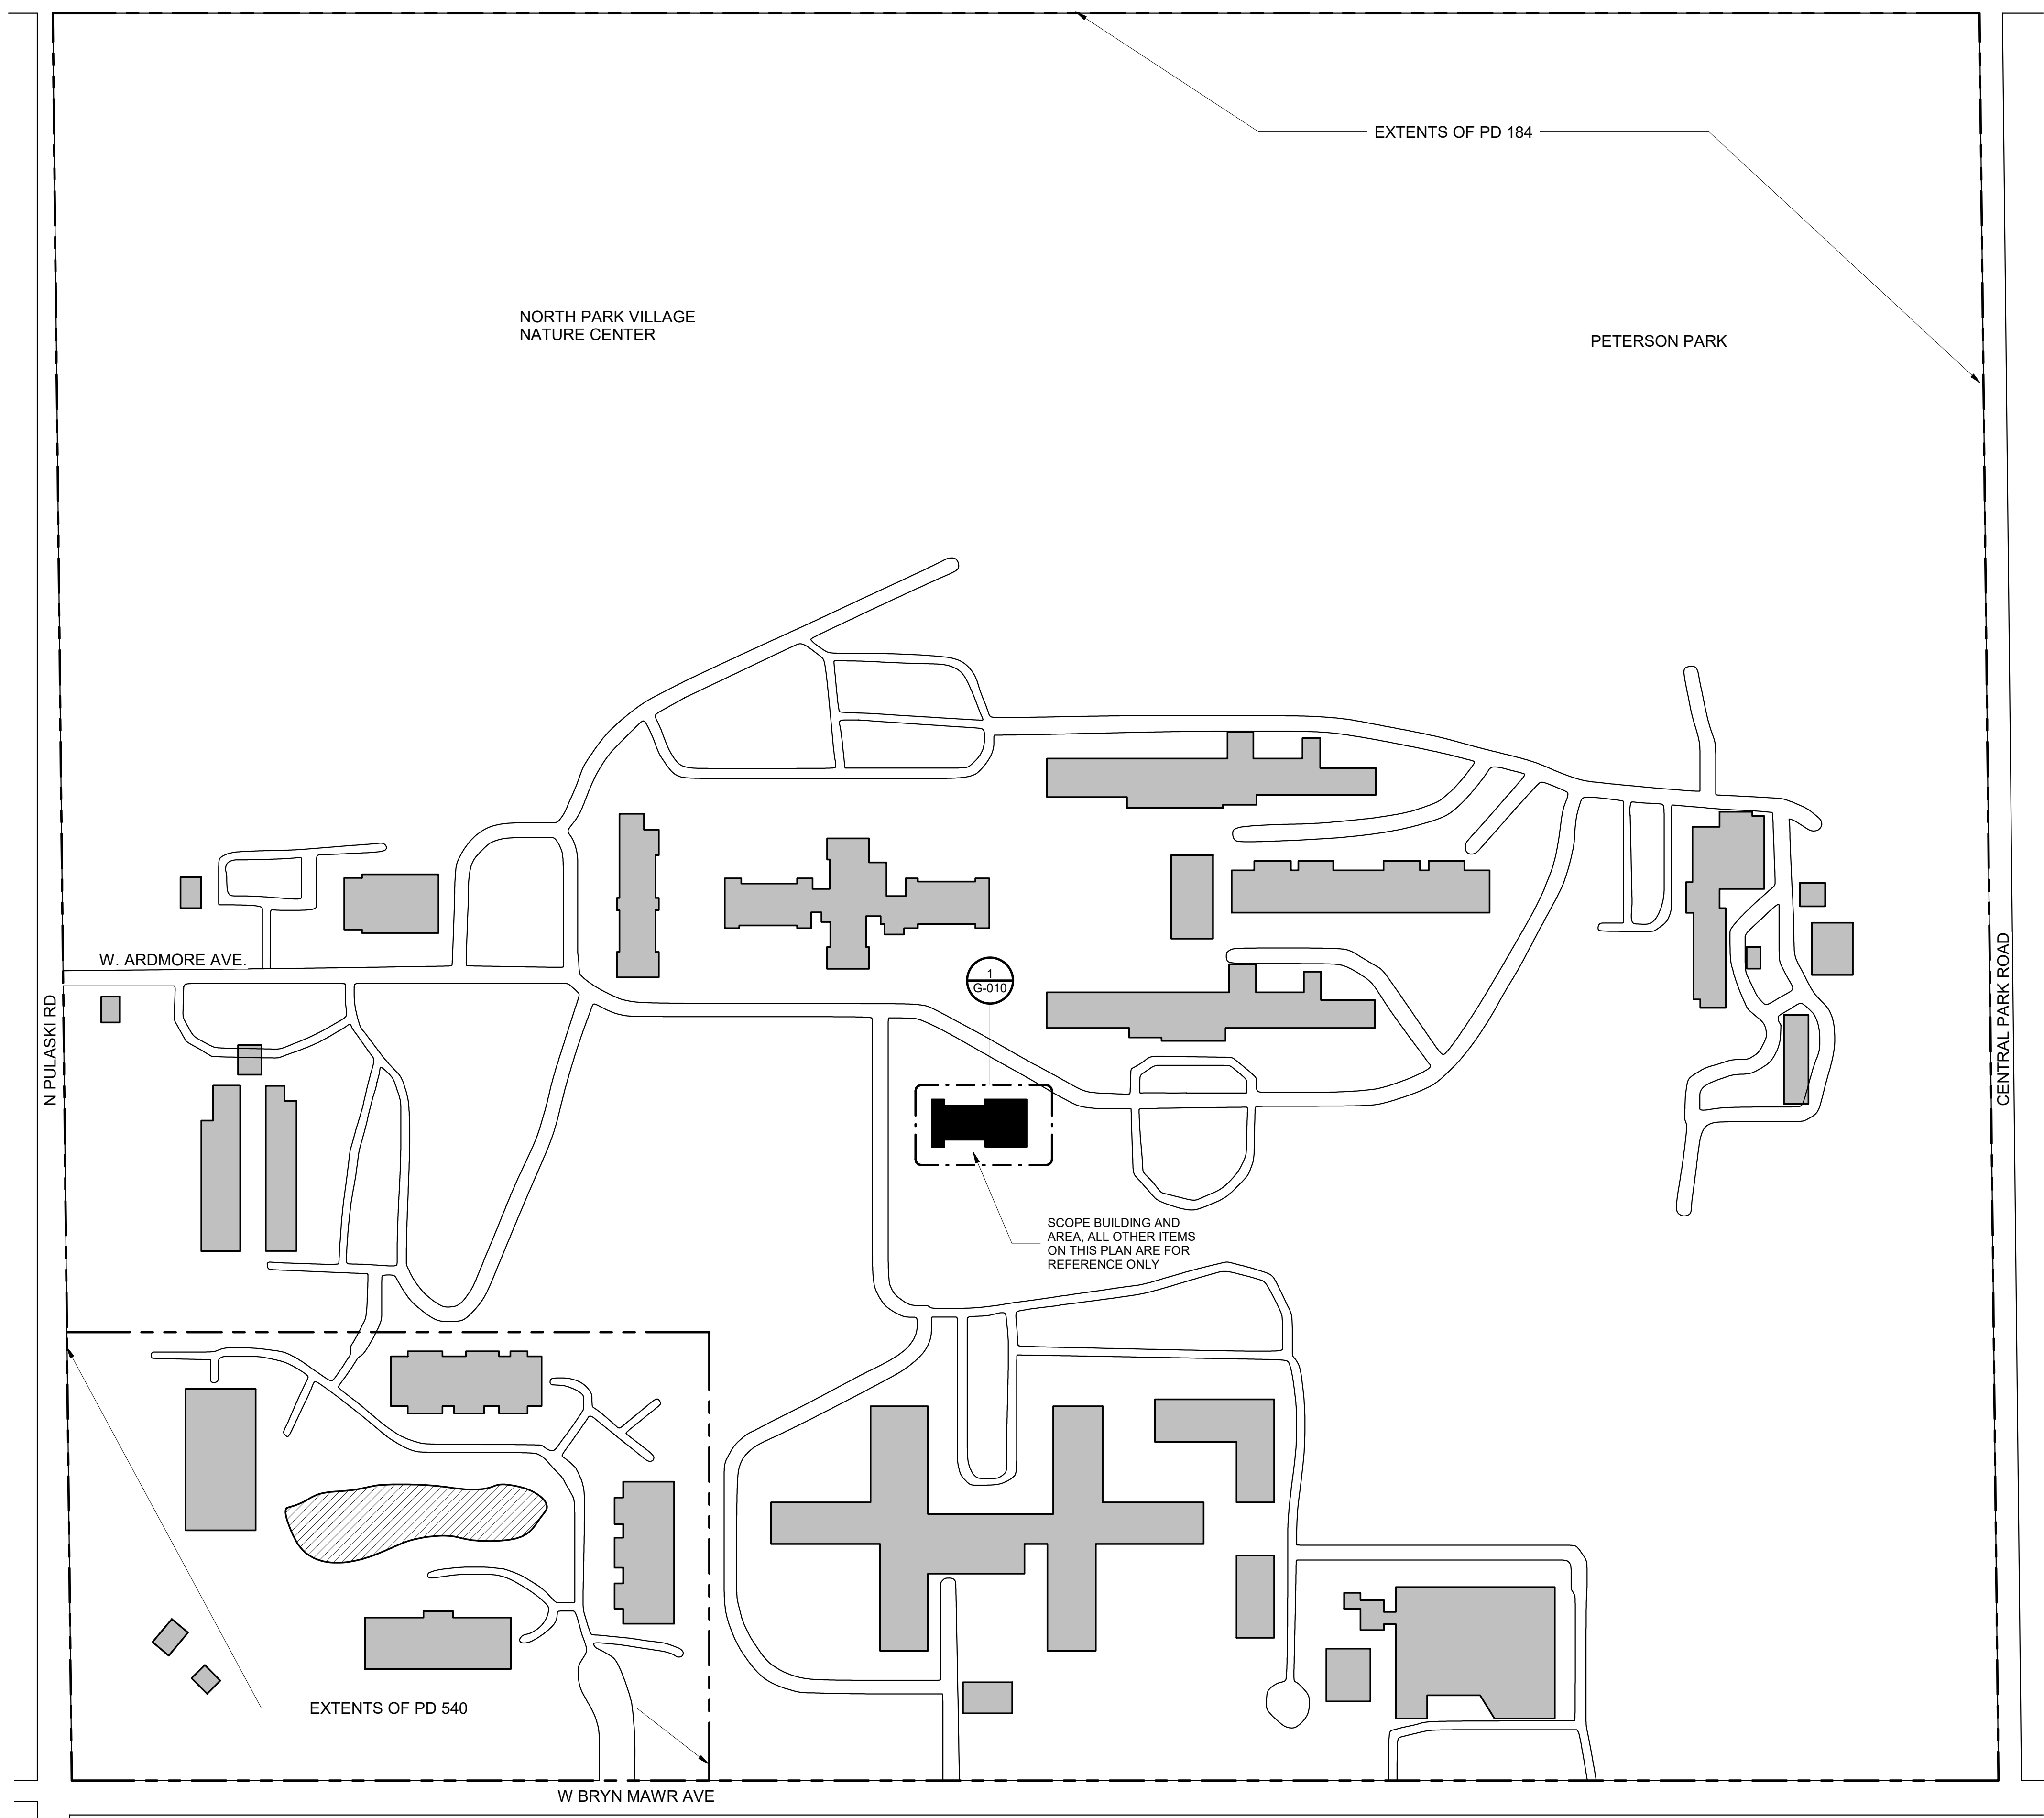 EXTENTS OF PD 184
NORTH PARK VILLAGE
NATURE CENTER
PETERSON PARK
W. ARDMORE AVE.
1
G-010
N PULASKI RD
CENTRAL PARK ROAD
SCOPE BUILDING AND
AREA, ALL OTHER ITEMS
ON THIS PLAN ARE FOR
REFERENCE ONLY
EXTENTS OF PD 540
W BRYN MAWR AVE